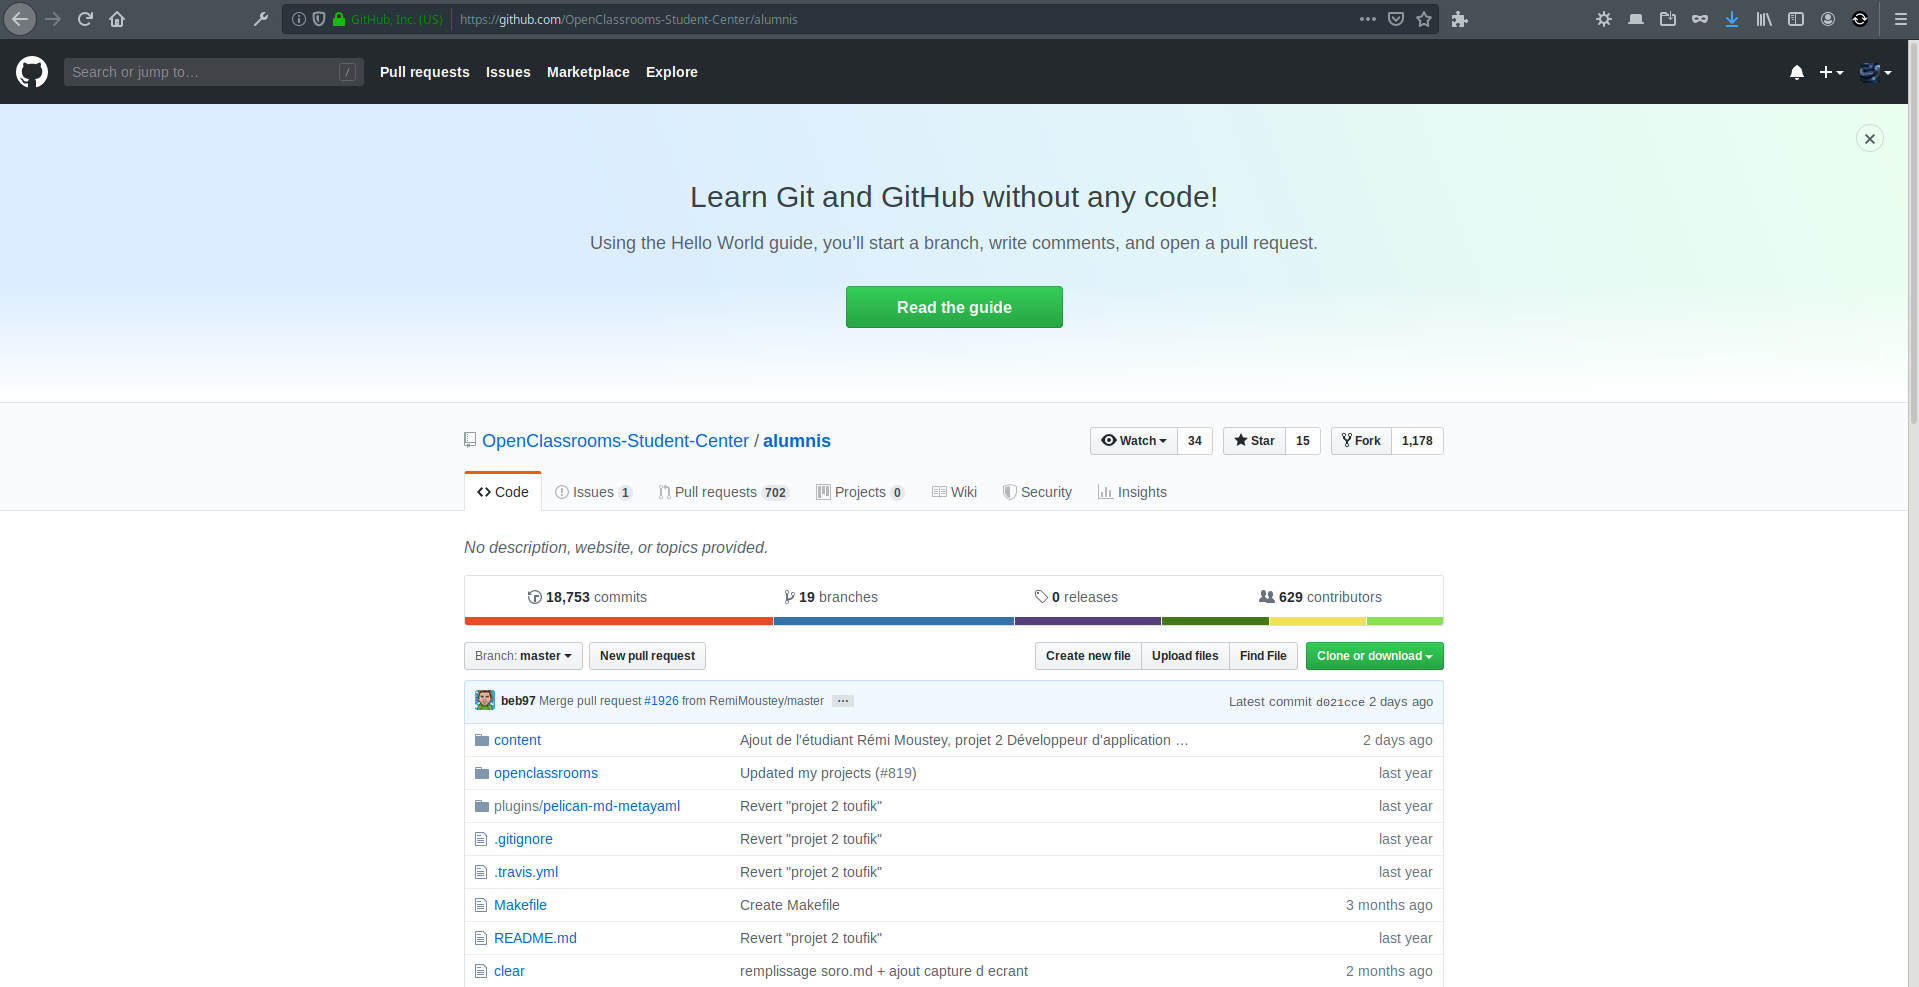 GitHub, Inc. (US) https://github.com/OpenClassrooms-Student-Center/alumnis
Search or jump to… / Pull requests Issues Marketplace Explore
Learn Git and GitHub without any code!
Using the Hello World guide, you’ll start a branch, write comments, and open a pull request.
Read the guide
OpenClassrooms-Student-Center / alumnis Watch 34 Star 15 Fork 1,178
Code Issues 1 Pull requests 702 Projects 0 Wiki Security Insights
No description, website, or topics provided.
18,753 commits 19 branches 0 releases 629 contributors
Branch: master New pull request Create new file Upload files Find File Clone or download
beb97 Merge pull request #1926 from RemiMoustey/master … Latest commit d021cce 2 days ago
content Ajout de l'étudiant Rémi Moustey, projet 2 Développeur d'application … 2 days ago
openclassrooms Updated my projects (#819) last year
plugins/pelican-md-metayaml Revert "projet 2 toufik" last year
.gitignore Revert "projet 2 toufik" last year
.travis.yml Revert "projet 2 toufik" last year
Makefile Create Makefile 3 months ago
README.md Revert "projet 2 toufik" last year
clear remplissage soro.md + ajout capture d ecrant 2 months ago